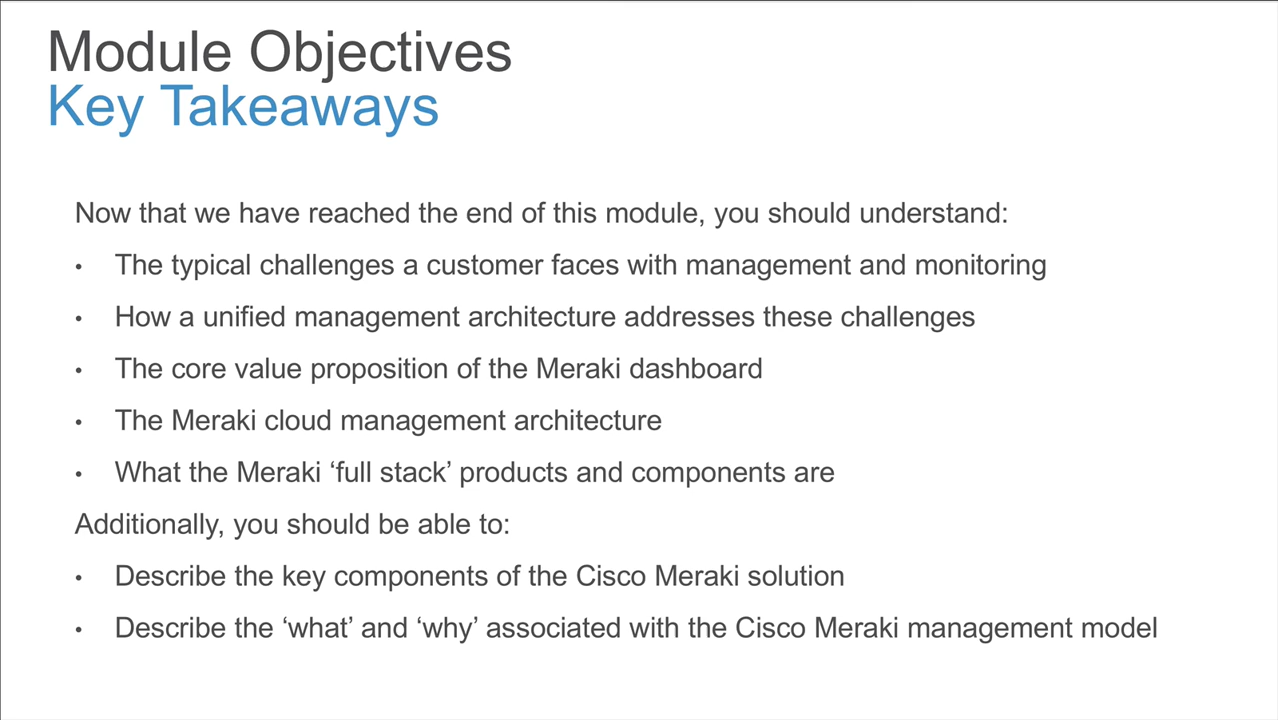 Module Objectives
Key Takeaways
Now that we have reached the end of this module, you should understand:
• The typical challenges a customer faces with management and monitoring
• How a unified management architecture addresses these challenges
• The core value proposition of the Meraki dashboard
• The Meraki cloud management architecture
• What the Meraki ‘full stack’ products and components are
Additionally, you should be able to:
• Describe the key components of the Cisco Meraki solution
• Describe the ‘what’ and ‘why’ associated with the Cisco Meraki management model